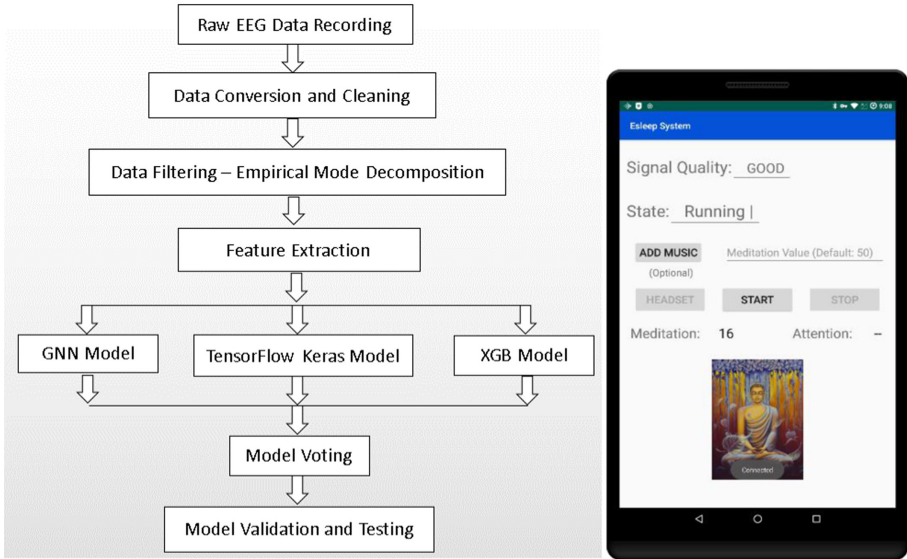 Raw EEG Data Recording
Data Conversion and Cleaning
Data Filtering – Empirical Mode Decomposition
Feature Extraction
GNN Model
TensorFlow Keras Model
XGB Model
Model Voting
Model Validation and Testing
9:08
Esleep System
Signal Quality: GOOD
State: Running |
ADD MUSIC Meditation Value (Default: 50)
(Optional)
HEADSET START STOP
Meditation: 16 Attention: --
Connected